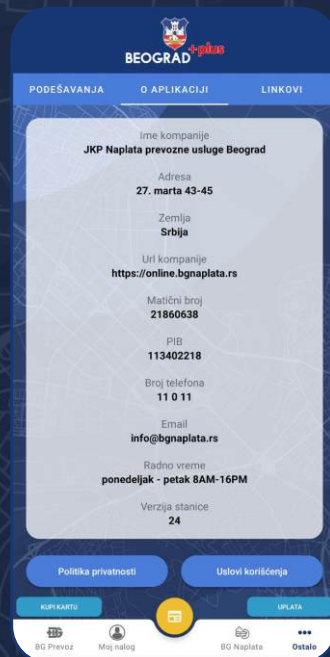 BEOGRAD +plus
PODEŠAVANJA O APLIKACIJI LINKOVI
Ime kompanije
JKP Naplata prevozne usluge Beograd
Adresa
27. marta 43-45
Zemlja
Srbija
Url kompanije
https://online.bgnaplata.rs
Matični broj
21860638
PIB
113402218
Broj telefona
11 0 11
Email
info@bgnaplata.rs
Radno vreme
ponedeljak - petak 8AM-16PM
Verzija stanice
24
Politika privatnosti Uslovi korišćenja
KUPI KARTU UPLATA
BG Prevoz Moj nalog BG Naplata Ostalo